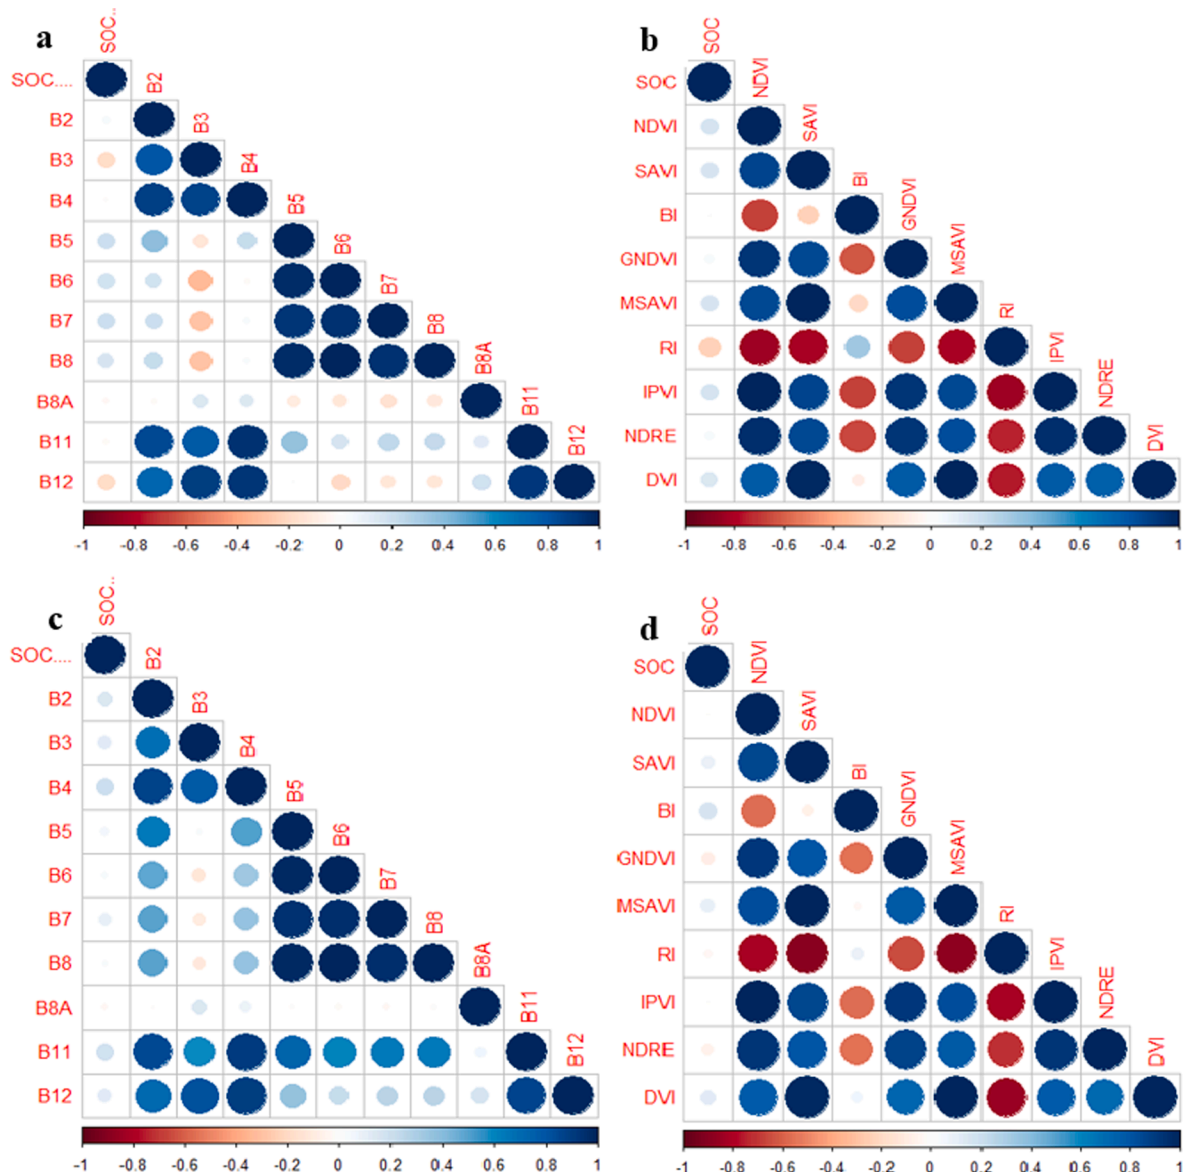 a
SOC..
SOC.... B2
B2 B3
B3 B4
B4 B5
B5 B6
B6 B7
B7 B8
B8 B8A
B8A B11
B11 B12
B12
-1 -0.8 -0.6 -0.4 -0.2 0 0.2 0.4 0.6 0.8 1
b
SOC
SOC NDVI
NDVI SAVI
SAVI BI
BI GNDVI
GNDVI MSAVI
MSAVI RI
RI IPVI
IPVI NDRE
NDRE DVI
DVI
-1 -0.8 -0.6 -0.4 -0.2 0 0.2 0.4 0.6 0.8 1
c
SOC..
SOC.... B2
B2 B3
B3 B4
B4 B5
B5 B6
B6 B7
B7 B8
B8 B8A
B8A B11
B11 B12
B12
-1 -0.8 -0.6 -0.4 -0.2 0 0.2 0.4 0.6 0.8 1
d
SOC
SOC NDVI
NDVI SAVI
SAVI BI
BI GNDVI
GNDVI MSAVI
MSAVI RI
RI IPVI
IPVI NDRE
NDRE DVI
DVI
-1 -0.8 -0.6 -0.4 -0.2 0 0.2 0.4 0.6 0.8 1